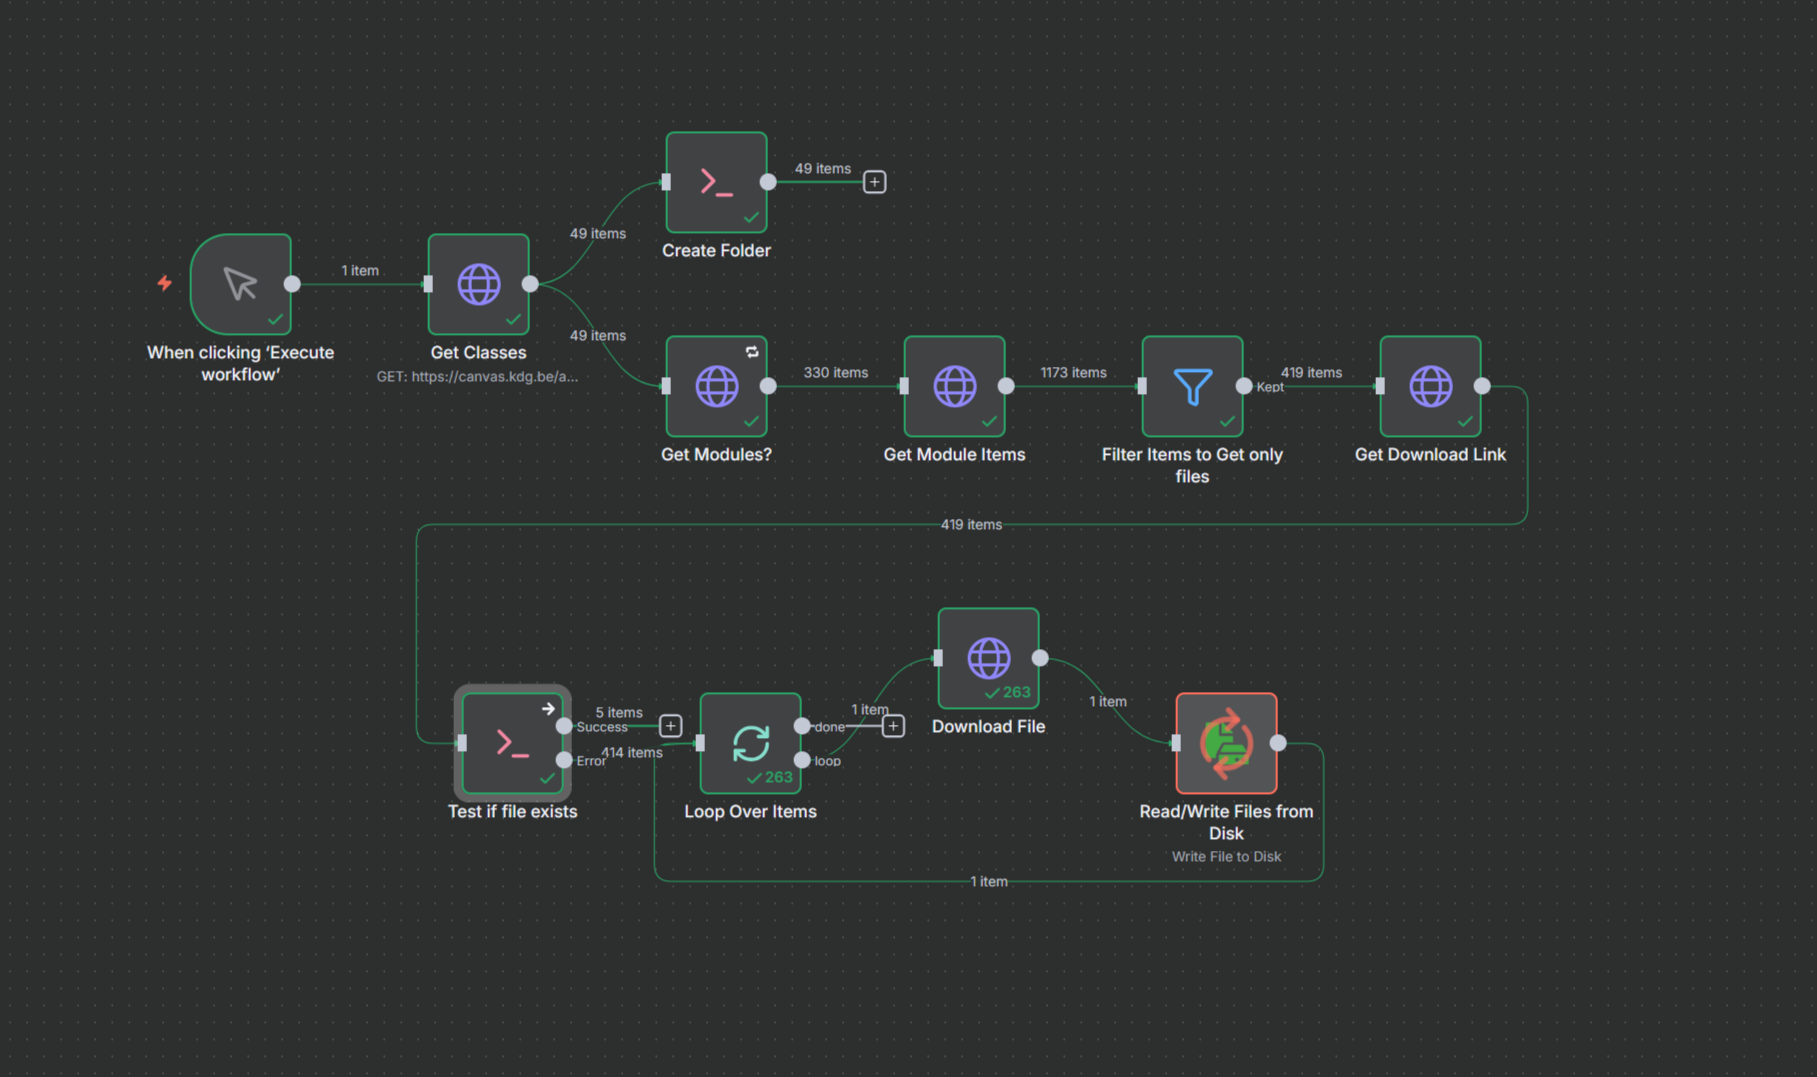 49 items
Create Folder
49 items
1 item
When clicking ‘Execute
workflow’
Get Classes
GET: https://canvas.kdg.be/a...
49 items
Get Modules?
330 items
Get Module Items
1173 items
Filter Items to Get only
files
Kept
419 items
Get Download Link
419 items
5 items
Success
Error
414 items
Test if file exists
263
Loop Over Items
done
loop
1 item
263
Download File
1 item
Read/Write Files from
Disk
Write File to Disk
1 item